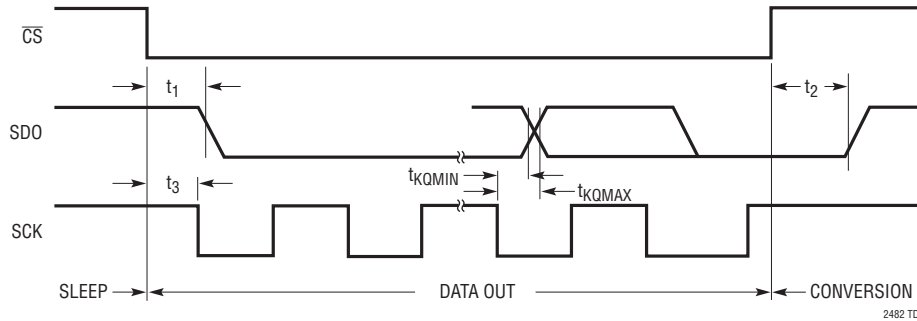 CS
t1
t2
SDO
tKQMIN
t3
tKQMAX
SCK
SLEEP DATA OUT CONVERSION
2482 TD